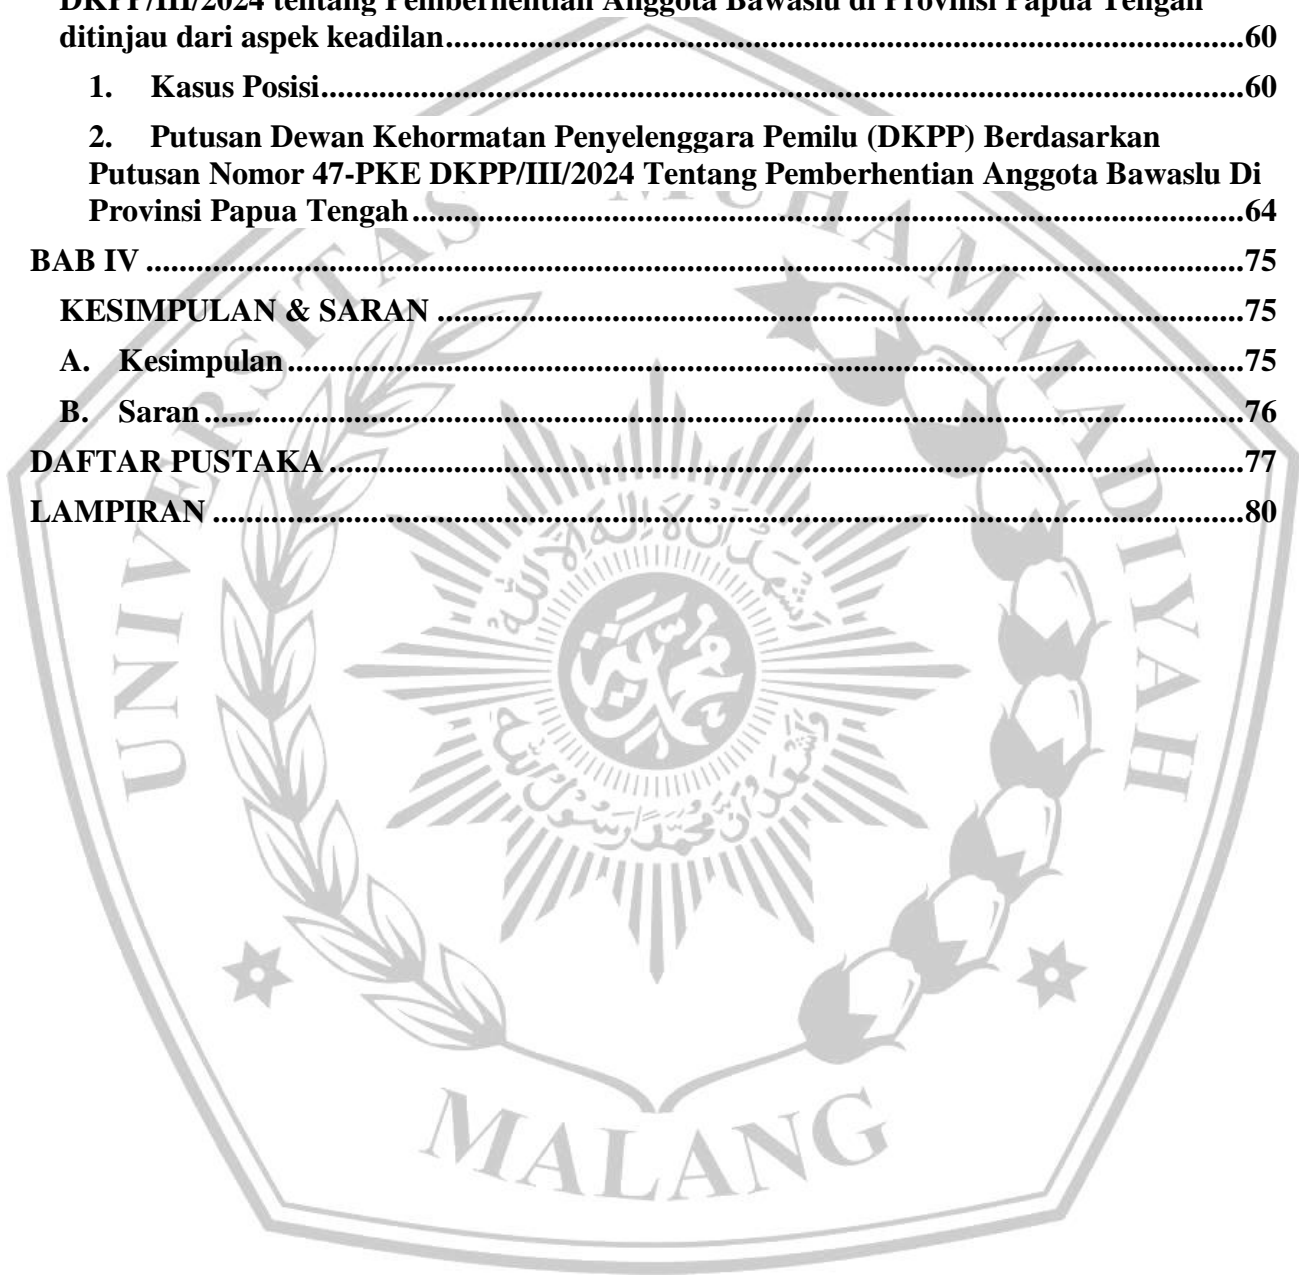 DKPP/III/2024 tentang Pemberhentian Anggota Bawaslu di Provinsi Papua Tengah
ditinjau dari aspek keadilan.....60
1. Kasus Posisi.....60
2. Putusan Dewan Kehormatan Penyelenggara Pemilu (DKPP) Berdasarkan
Putusan Nomor 47-PKE DKPP/III/2024 Tentang Pemberhentian Anggota Bawaslu Di
Provinsi Papua Tengah.....64
BAB IV.....75
KESIMPULAN & SARAN.....75
A. Kesimpulan.....75
B. Saran.....76
DAFTAR PUSTAKA.....77
LAMPIRAN.....80
UNIVERSITAS MUHAMMADIYAH
MALANG